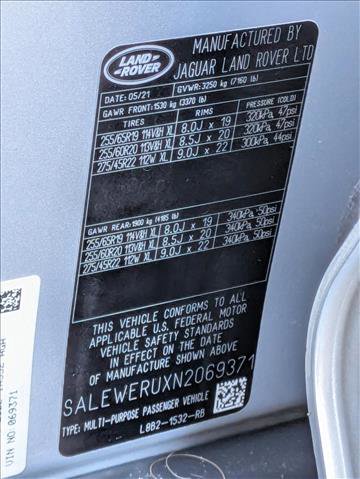 LAND-
ROVER
MANUFACTURED BY
JAGUAR LAND ROVER LTD
DATE: 05/21 GVWR: 3250 kg (7160 lb)
GAWR FRONT: 1530 kg (3370 lb)
TIRES RIMS PRESSURE (COLD)
255/65R19 114V&H XL 8.0J x 19 320kPa, 47psi
255/60R20 113V&H XL 8.5J x 20 320kPa, 47psi
275/45R22 112W XL 9.0J x 22 300kPa, 44psi
GAWR REAR: 1900 kg (4185 lb)
255/65R19 114V&H XL 8.0J x 19 340kPa, 50psi
255/60R20 113V&H XL 8.5J x 20 340kPa, 50psi
275/45R22 112W XL 9.0J x 22 340kPa, 50psi
THIS VEHICLE CONFORMS TO ALL
APPLICABLE U.S. FEDERAL MOTOR
VEHICLE SAFETY STANDARDS
IN EFFECT ON THE DATE
OF MANUFACTURE SHOWN ABOVE
SALEWERUXN2069371
TYPE: MULTI-PURPOSE PASSENGER VEHICLE
L8B2-1532-RB
VIN NO 069371